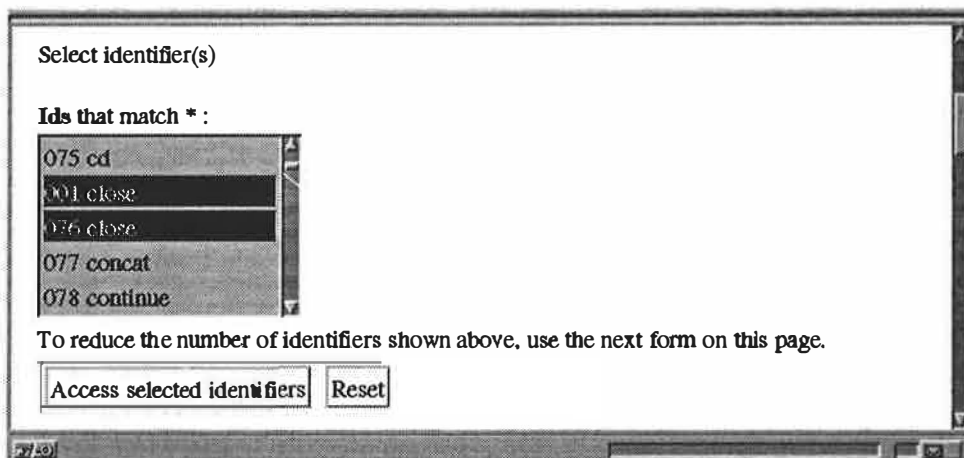 Select identifier(s)
Ids that match * :
075 cd
001 close
076 close
077 concat
078 continue
To reduce the number of identifiers shown above, use the next form on this page.
Access selected identifiers Reset